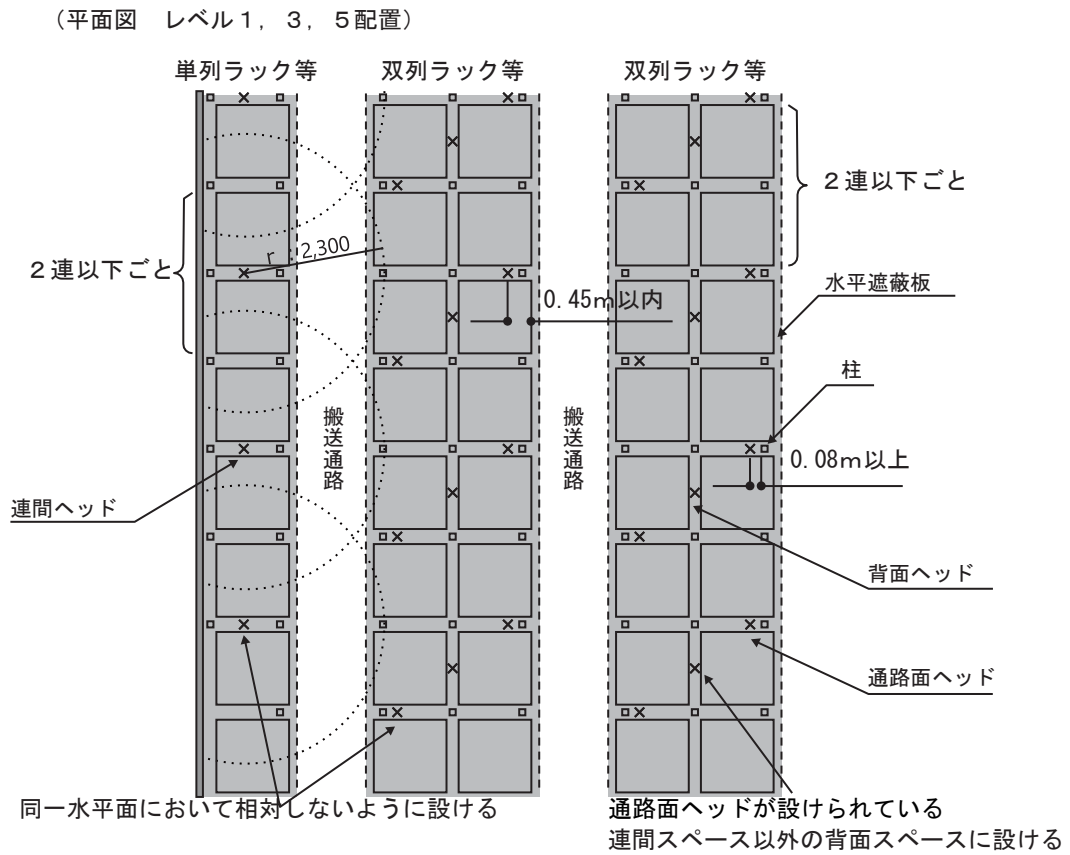 （平面図　レベル１，３，５配置）
単列ラック等
双列ラック等
双列ラック等
２連以下ごと
r：2,300
２連以下ごと
0.45m以内
水平遮蔽板
柱
搬送通路
搬送通路
0.08m以上
連間ヘッド
背面ヘッド
通路面ヘッド
同一水平面において相対しないように設ける
通路面ヘッドが設けられている
連間スペース以外の背面スペースに設ける